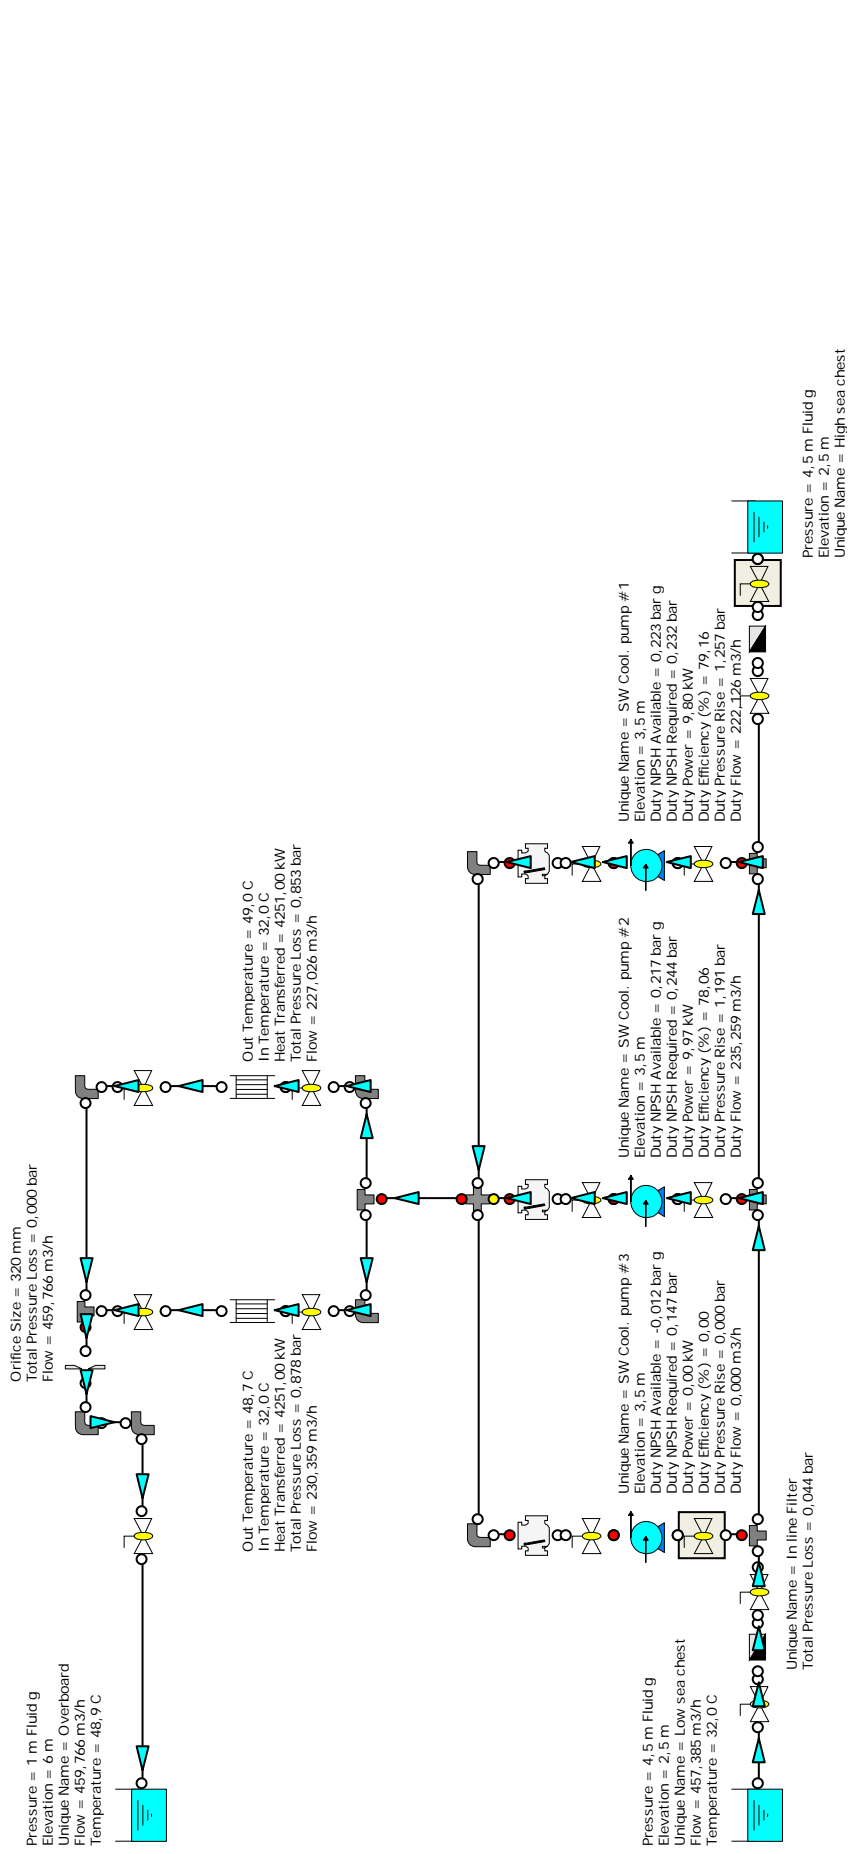 Orifice Size = 320 mm
Total Pressure Loss = 0,000 bar
Flow = 459,766 m3/h
Pressure = 1 m Fluid g
Elevation = 6 m
Unique Name = Overboard
Flow = 459,766 m3/h
Temperature = 48,9 C
Out Temperature = 49,0 C
In Temperature = 32,0 C
Heat Transferred = 4251,00 kW
Total Pressure Loss = 0,853 bar
Flow = 227,026 m3/h
Out Temperature = 48,7 C
In Temperature = 32,0 C
Heat Transferred = 4251,00 kW
Total Pressure Loss = 0,878 bar
Flow = 230,359 m3/h
Unique Name = SW Cool. pump #3
Elevation = 3,5 m
Duty NPSH Available = -0,012 bar g
Duty NPSH Required = 0,147 bar
Duty Power = 0,00 kW
Duty Efficiency (%) = 0,00
Duty Pressure Rise = 0,000 bar
Duty Flow = 0,000 m3/h
Unique Name = SW Cool. pump #2
Elevation = 3,5 m
Duty NPSH Available = 0,217 bar g
Duty NPSH Required = 0,244 bar
Duty Power = 9,97 kW
Duty Efficiency (%) = 78,06
Duty Pressure Rise = 1,191 bar
Duty Flow = 235,259 m3/h
Unique Name = SW Cool. pump #1
Elevation = 3,5 m
Duty NPSH Available = 0,223 bar g
Duty NPSH Required = 0,232 bar
Duty Power = 9,80 kW
Duty Efficiency (%) = 79,16
Duty Pressure Rise = 1,257 bar
Duty Flow = 222,126 m3/h
Pressure = 4,5 m Fluid g
Elevation = 2,5 m
Unique Name = Low sea chest
Flow = 457,385 m3/h
Temperature = 32,0 C
Unique Name = In line Filter
Total Pressure Loss = 0,044 bar
Pressure = 4,5 m Fluid g
Elevation = 2,5 m
Unique Name = High sea chest